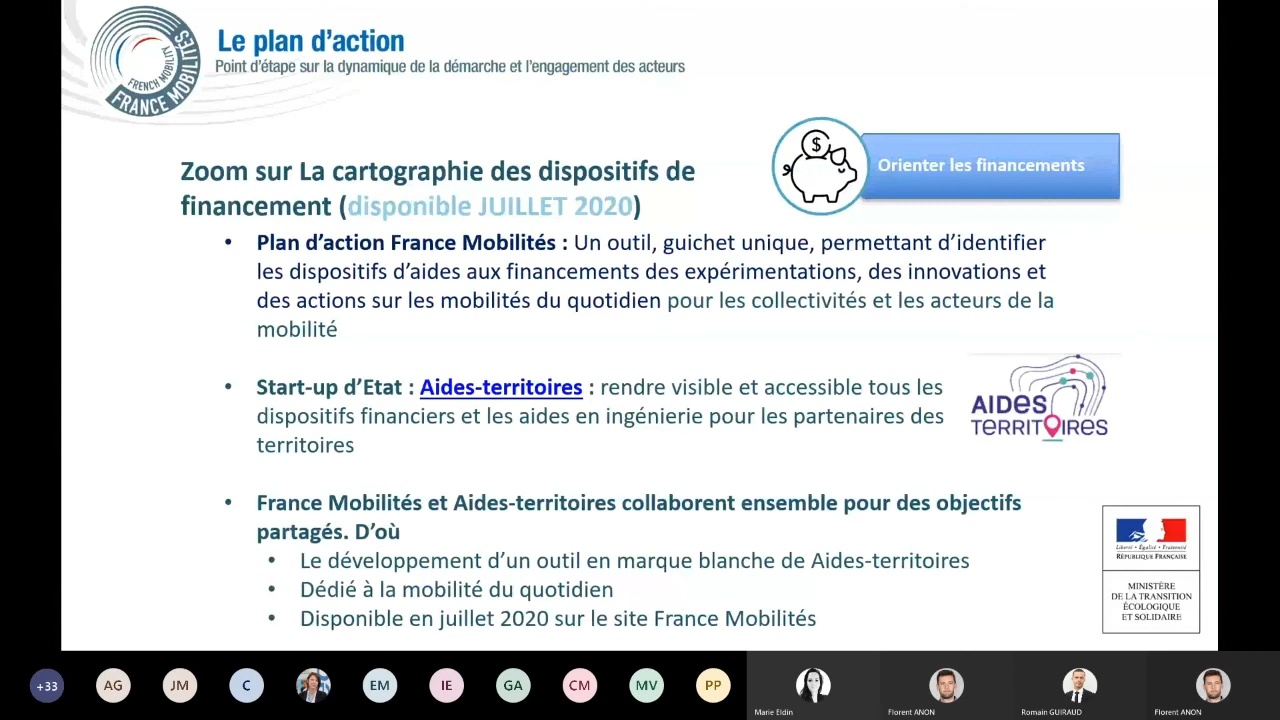 Le plan d'action
Point d'étape sur la dynamique de la démarche et l'engagement des acteurs
FRENCH MOBILITY
FRANCE MOBILITÉS
$
Orienter les financements
Zoom sur La cartographie des dispositifs de
financement (disponible JUILLET 2020)
• Plan d'action France Mobilités : Un outil, guichet unique, permettant d'identifier
les dispositifs d'aides aux financements des expérimentations, des innovations et
des actions sur les mobilités du quotidien pour les collectivités et les acteurs de la
mobilité
• Start-up d'Etat : Aides-territoires : rendre visible et accessible tous les
dispositifs financiers et les aides en ingénierie pour les partenaires des
territoires
AIDES
TERRITOIRES
• France Mobilités et Aides-territoires collaborent ensemble pour des objectifs
partagés. D'où
• Le développement d'un outil en marque blanche de Aides-territoires
• Dédié à la mobilité du quotidien
• Disponible en juillet 2020 sur le site France Mobilités
Liberté • Égalité • Fraternité
RÉPUBLIQUE FRANÇAISE
MINISTÈRE
DE LA TRANSITION
ÉCOLOGIQUE
ET SOLIDAIRE
+33
AG
JM
C
EM
IE
GA
CM
MV
PP
Marie Eldin
Florent ANON
Romain GUIRAUD
Florent ANON